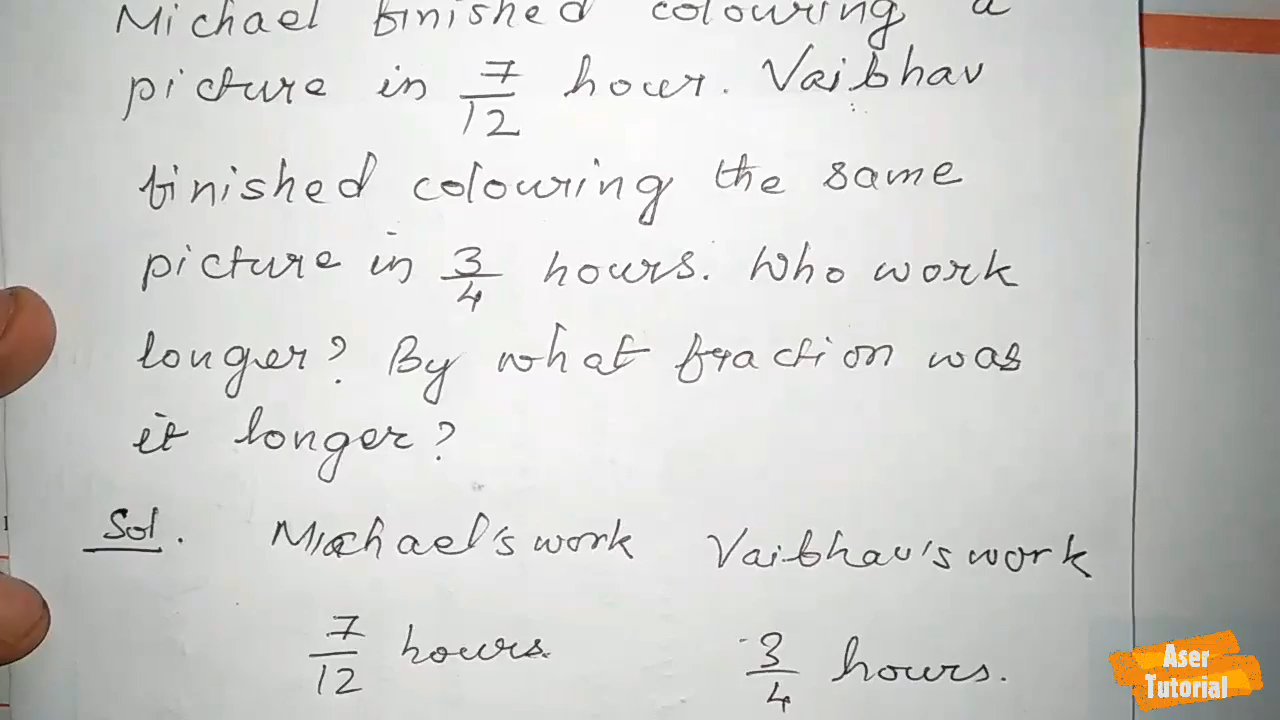 Michael finished colouring a
picture in 7/12 hour. Vaibhav
finished colouring the same
picture in 3/4 hours. Who work
longer? By what fraction was
it longer?
Sol. Michael's work Vaibhav's work
7/12 hours. 3/4 hours.
Aser
Tutorial